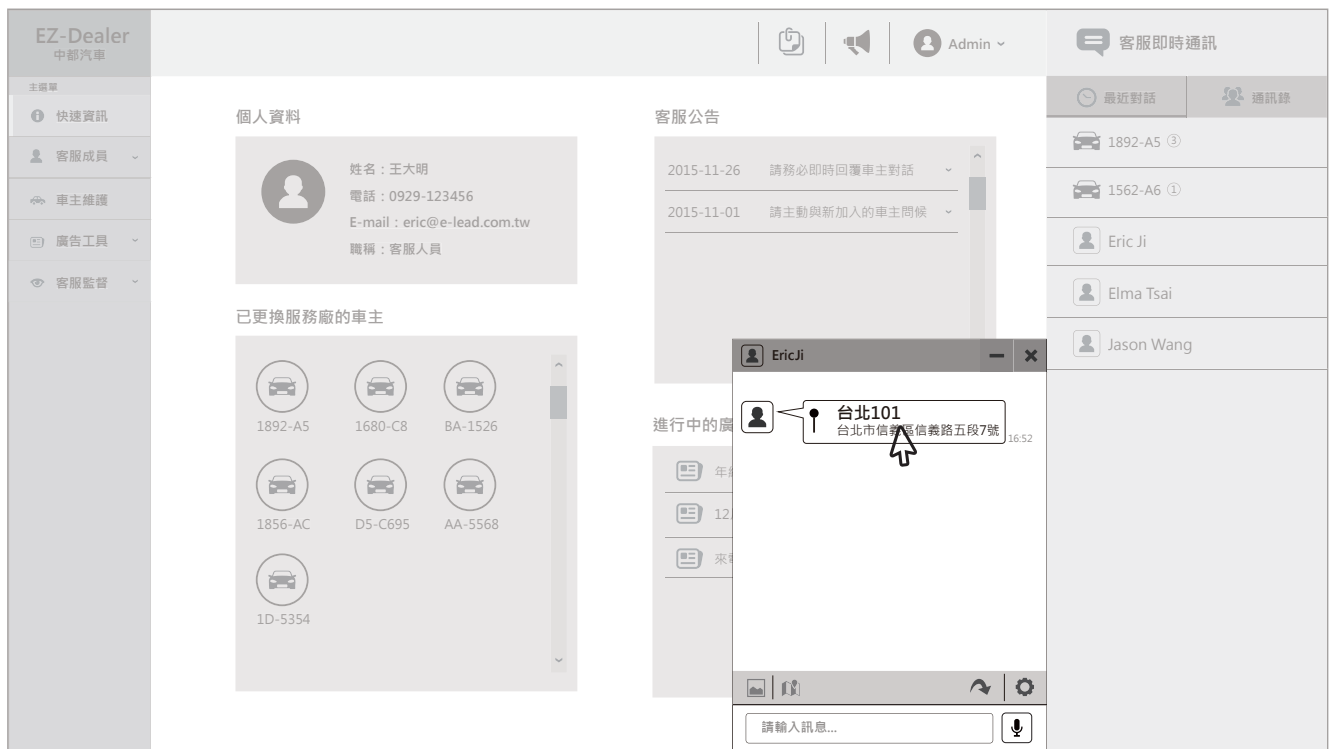 EZ-Dealer
中都汽車
主選單
快速資訊
客服成員
車主維護
廣告工具
客服監督
Admin
個人資料
姓名：王大明
電話：0929-123456
E-mail：eric@e-lead.com.tw
職稱：客服人員
已更換服務廠的車主
1892-A5
1680-C8
BA-1526
1856-AC
D5-C695
AA-5568
1D-5354
客服公告
2015-11-26 請務必即時回覆車主對話
2015-11-01 請主動與新加入的車主問候
進行中的廣
年
12
來
EricJi
台北101
台北市信義區信義路五段7號
16:52
請輸入訊息...
客服即時通訊
最近對話
通訊錄
1892-A5 ③
1562-A6 ①
Eric Ji
Elma Tsai
Jason Wang